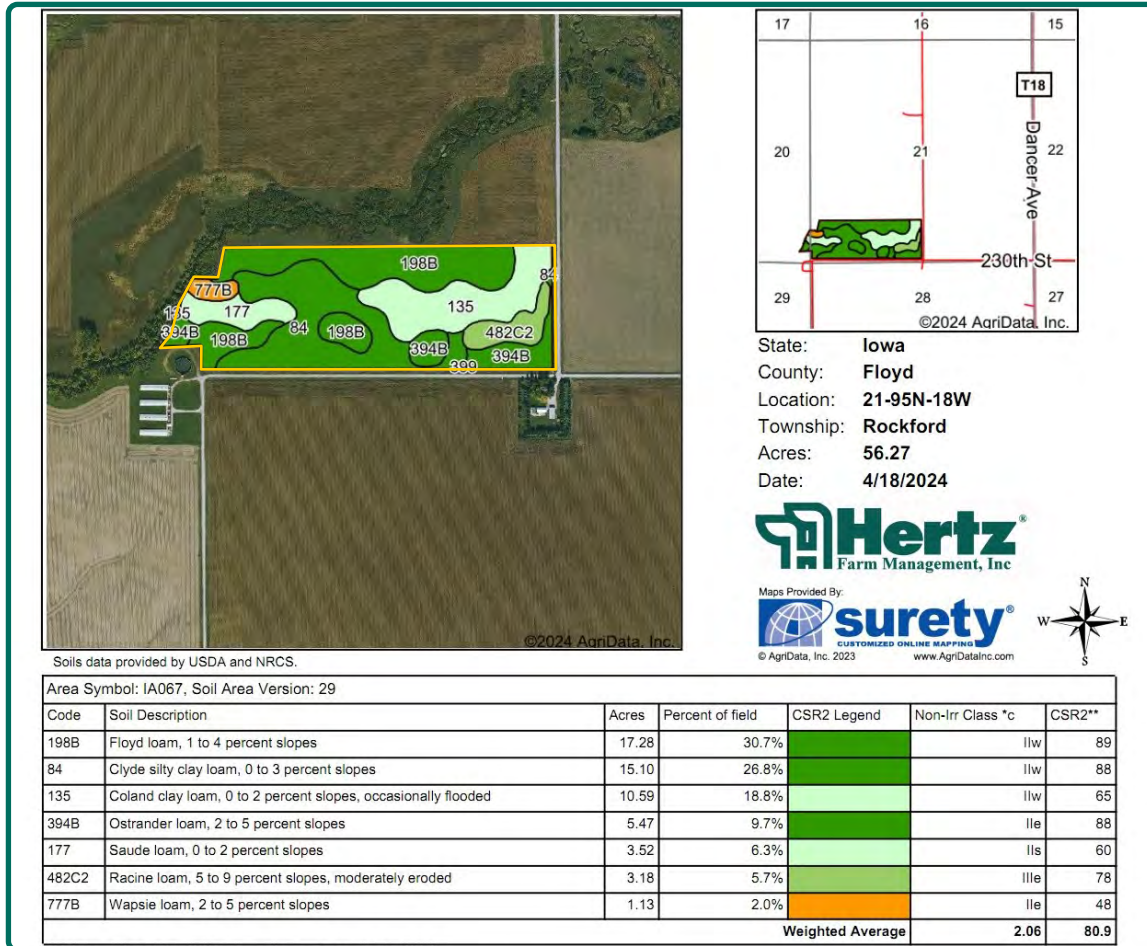 198B
777B
84
135
177
135
394B
198B
84
198B
482C2
394B
394B
399
©2024 AgriData, Inc.
17
16
15
T18
Dancer Ave
20
21
22
230th St
29
28
27
©2024 AgriData, Inc.
State: Iowa
County: Floyd
Location: 21-95N-18W
Township: Rockford
Acres: 56.27
Date: 4/18/2024
Hertz®
Farm Management, Inc
Maps Provided By:
surety®
CUSTOMIZED ONLINE MAPPING
© AgriData, Inc. 2023 www.AgriDataInc.com
N
W E
S
Soils data provided by USDA and NRCS.
Area Symbol: IA067, Soil Area Version: 29
Code Soil Description Acres Percent of field CSR2 Legend Non-Irr Class *c CSR2**
198B Floyd loam, 1 to 4 percent slopes 17.28 30.7% IIw 89
84 Clyde silty clay loam, 0 to 3 percent slopes 15.10 26.8% IIw 88
135 Coland clay loam, 0 to 2 percent slopes, occasionally flooded 10.59 18.8% IIw 65
394B Ostrander loam, 2 to 5 percent slopes 5.47 9.7% IIe 88
177 Saude loam, 0 to 2 percent slopes 3.52 6.3% IIs 60
482C2 Racine loam, 5 to 9 percent slopes, moderately eroded 3.18 5.7% IIIe 78
777B Wapsie loam, 2 to 5 percent slopes 1.13 2.0% IIe 48
Weighted Average 2.06 80.9